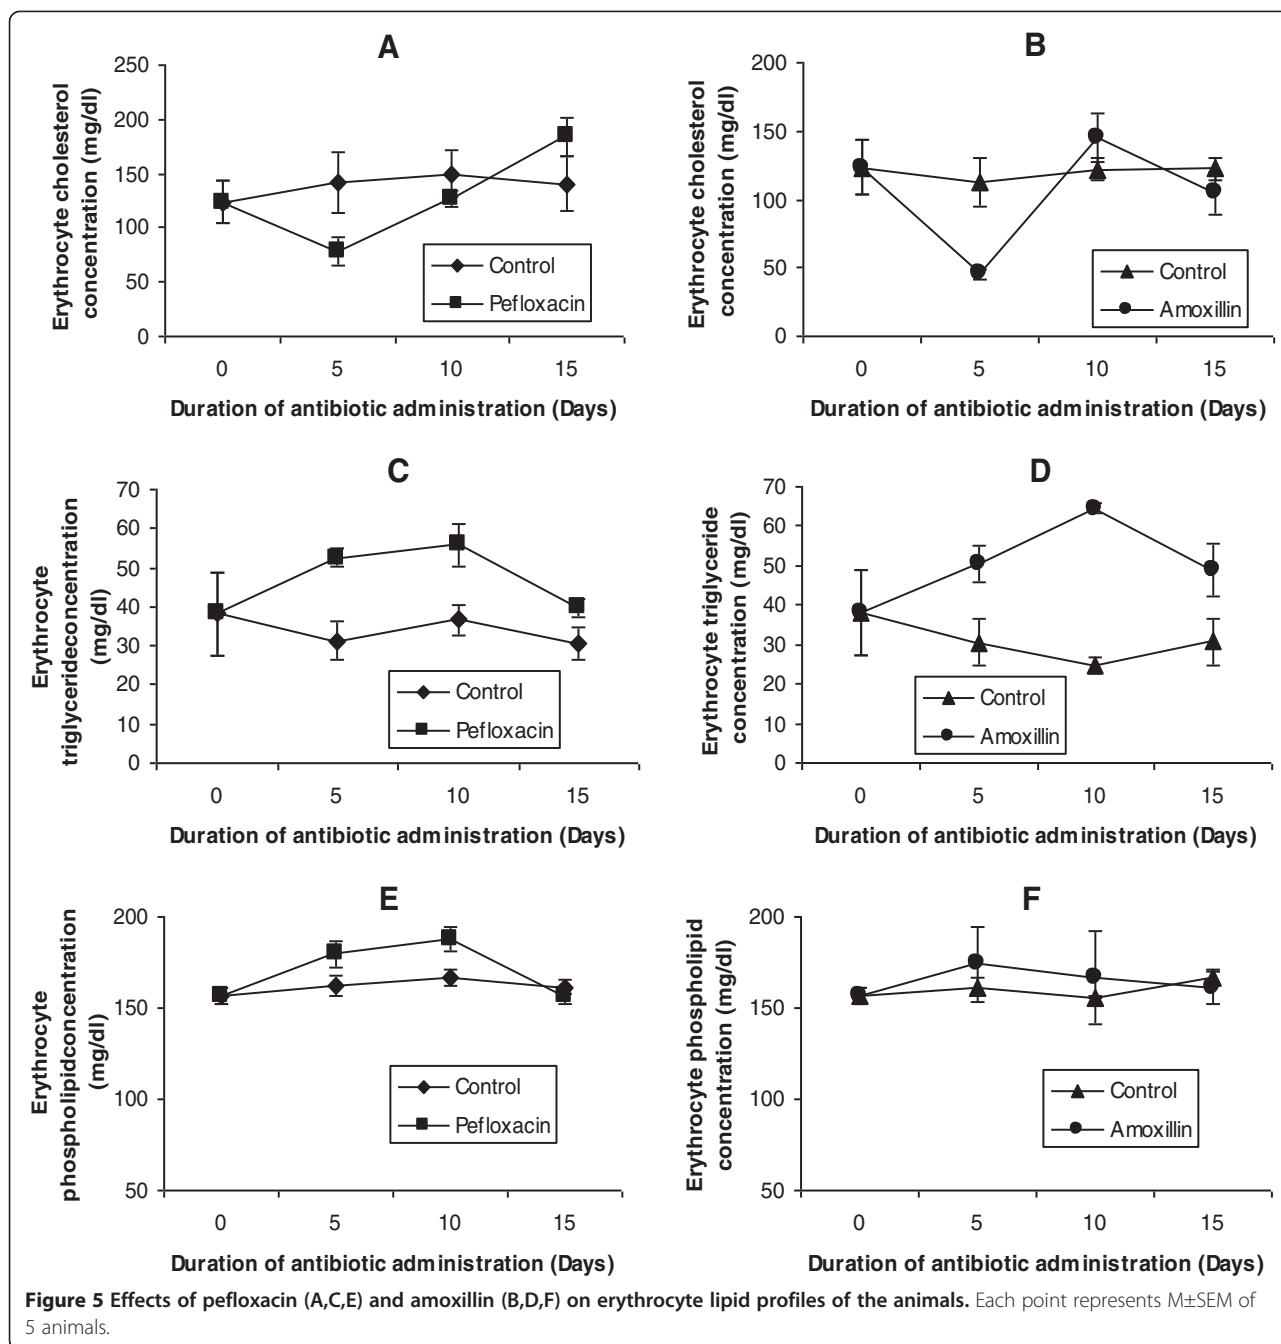 A
Erythrocyte cholesterol
concentration (mg/dl)
250
200
150
100
50
0
0 5 10 15
Control
Pefloxacin
Duration of antibiotic administration (Days)
B
Erythrocyte cholesterol
concentration (mg/dl)
200
150
100
50
0
0 5 10 15
Control
Amoxillin
Duration of antibiotic administration (Days)
C
Erythrocyte
triglycerideconcentration
(mg/dl)
70
60
50
40
30
20
10
0
0 5 10 15
Control
Pefloxacin
Duration of antibiotic administration (Days)
D
Erythrocyte triglyceride
concentration (mg/dl)
70
60
50
40
30
20
10
0
0 5 10 15
Control
Amoxillin
Duration of antibiotic administration (Days)
E
Erythrocyte
phospholipidconcentration
(mg/dl)
200
150
100
50
0 5 10 15
Control
Pefloxacin
Duration of antibiotic administration (Days)
F
Erythrocyte phospholipid
concentration (mg/dl)
200
150
100
50
0 5 10 15
Control
Amoxillin
Duration of antibiotic administration (Days)
Figure 5 Effects of pefloxacin (A,C,E) and amoxillin (B,D,F) on erythrocyte lipid profiles of the animals. Each point represents M±SEM of
5 animals.